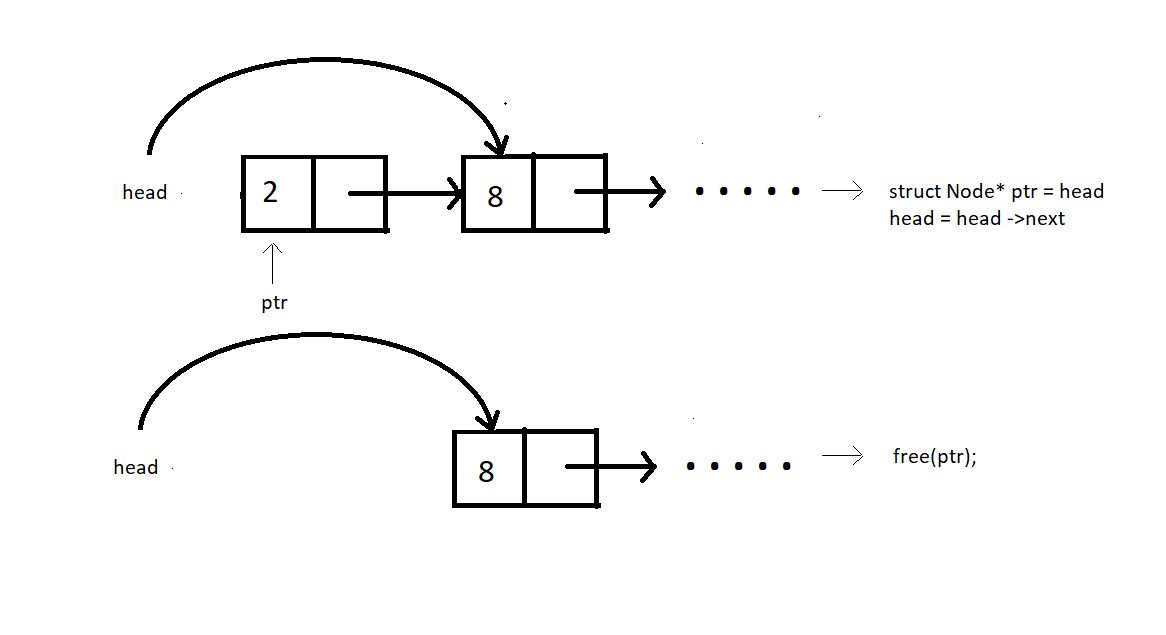 head
2
8
struct Node* ptr = head
head = head ->next
ptr
head
8
free(ptr);